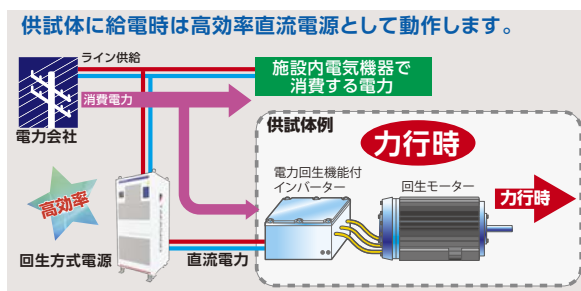 供試体に給電時は高効率直流電源として動作します。
ライン供給
施設内電気機器で
消費する電力
消費電力
電力会社
供試体例
力行時
電力回生機能付
インバーター
回生モーター
力行時
高効率
回生方式電源
直流電力